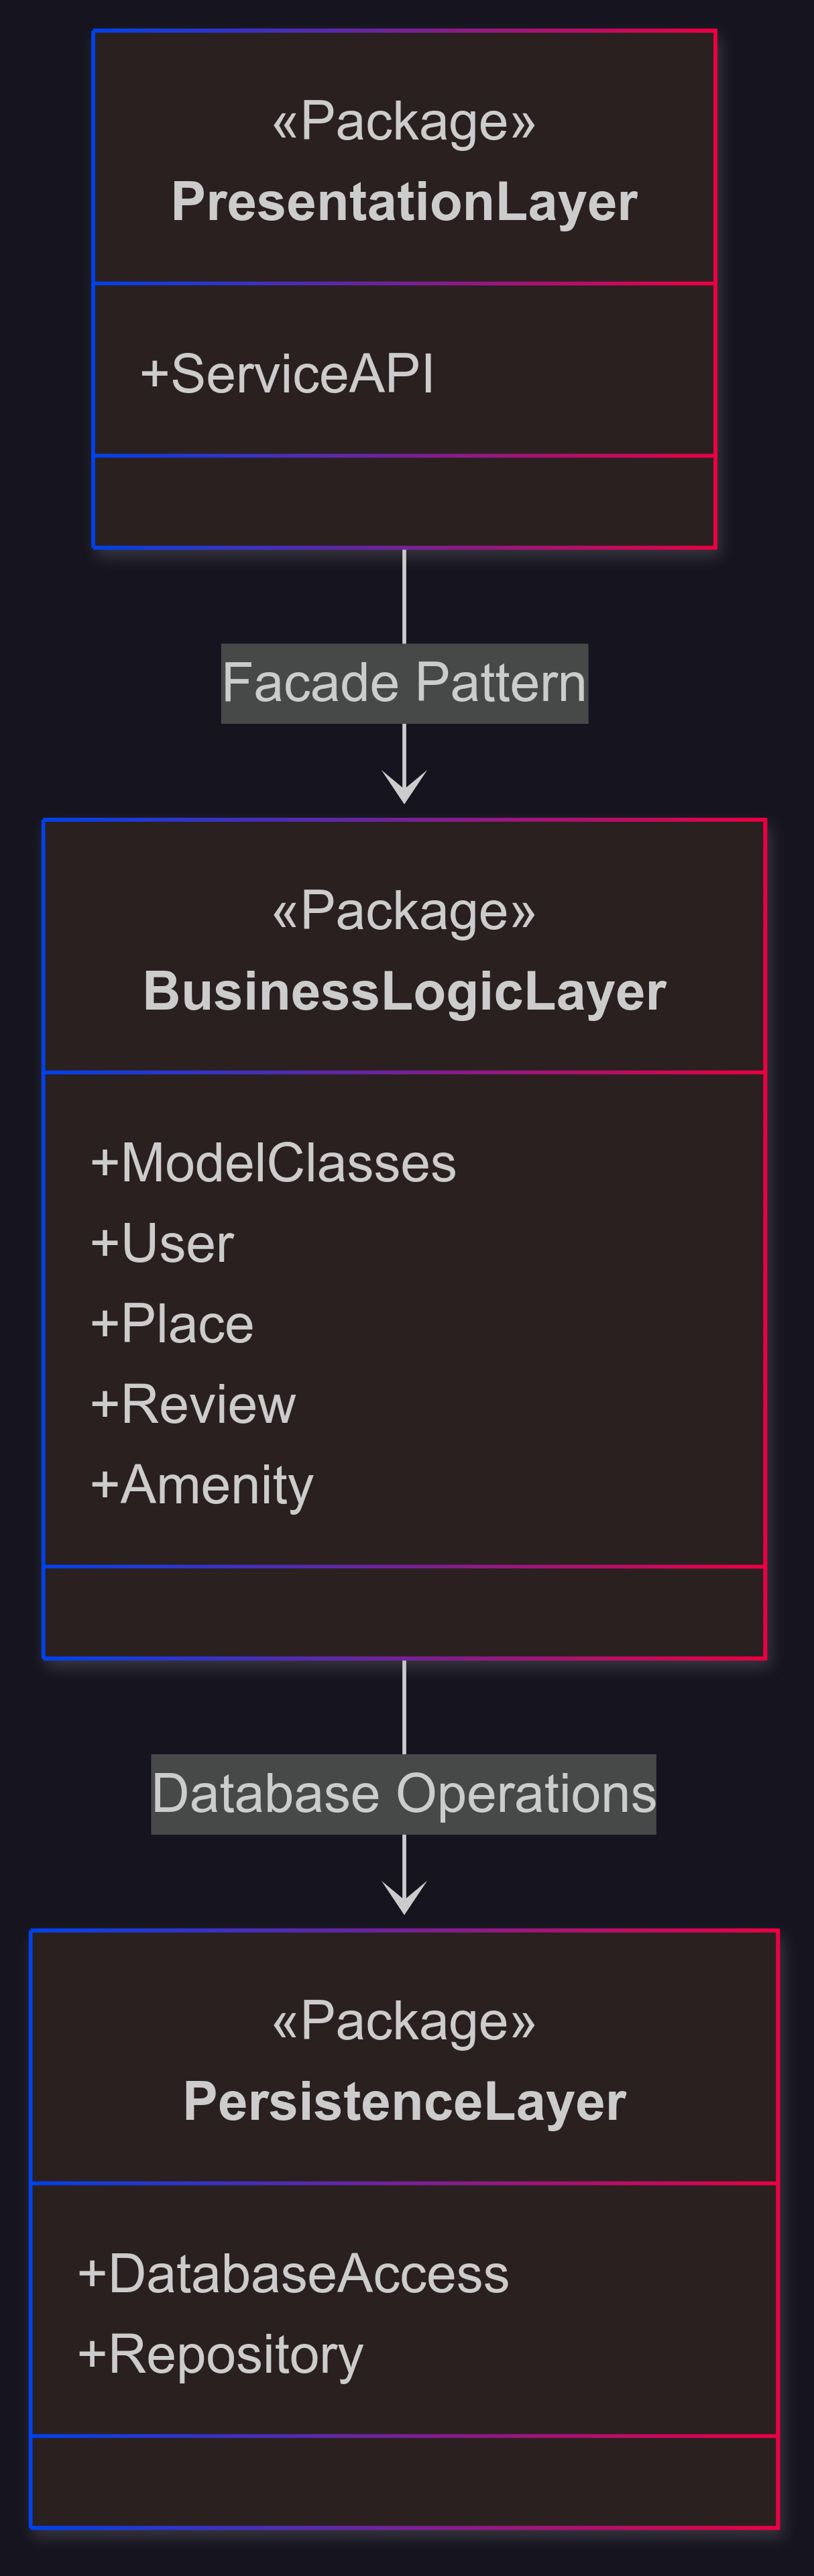 «Package»
PresentationLayer
+ServiceAPI
Facade Pattern
«Package»
BusinessLogicLayer
+ModelClasses
+User
+Place
+Review
+Amenity
Database Operations
«Package»
PersistenceLayer
+DatabaseAccess
+Repository